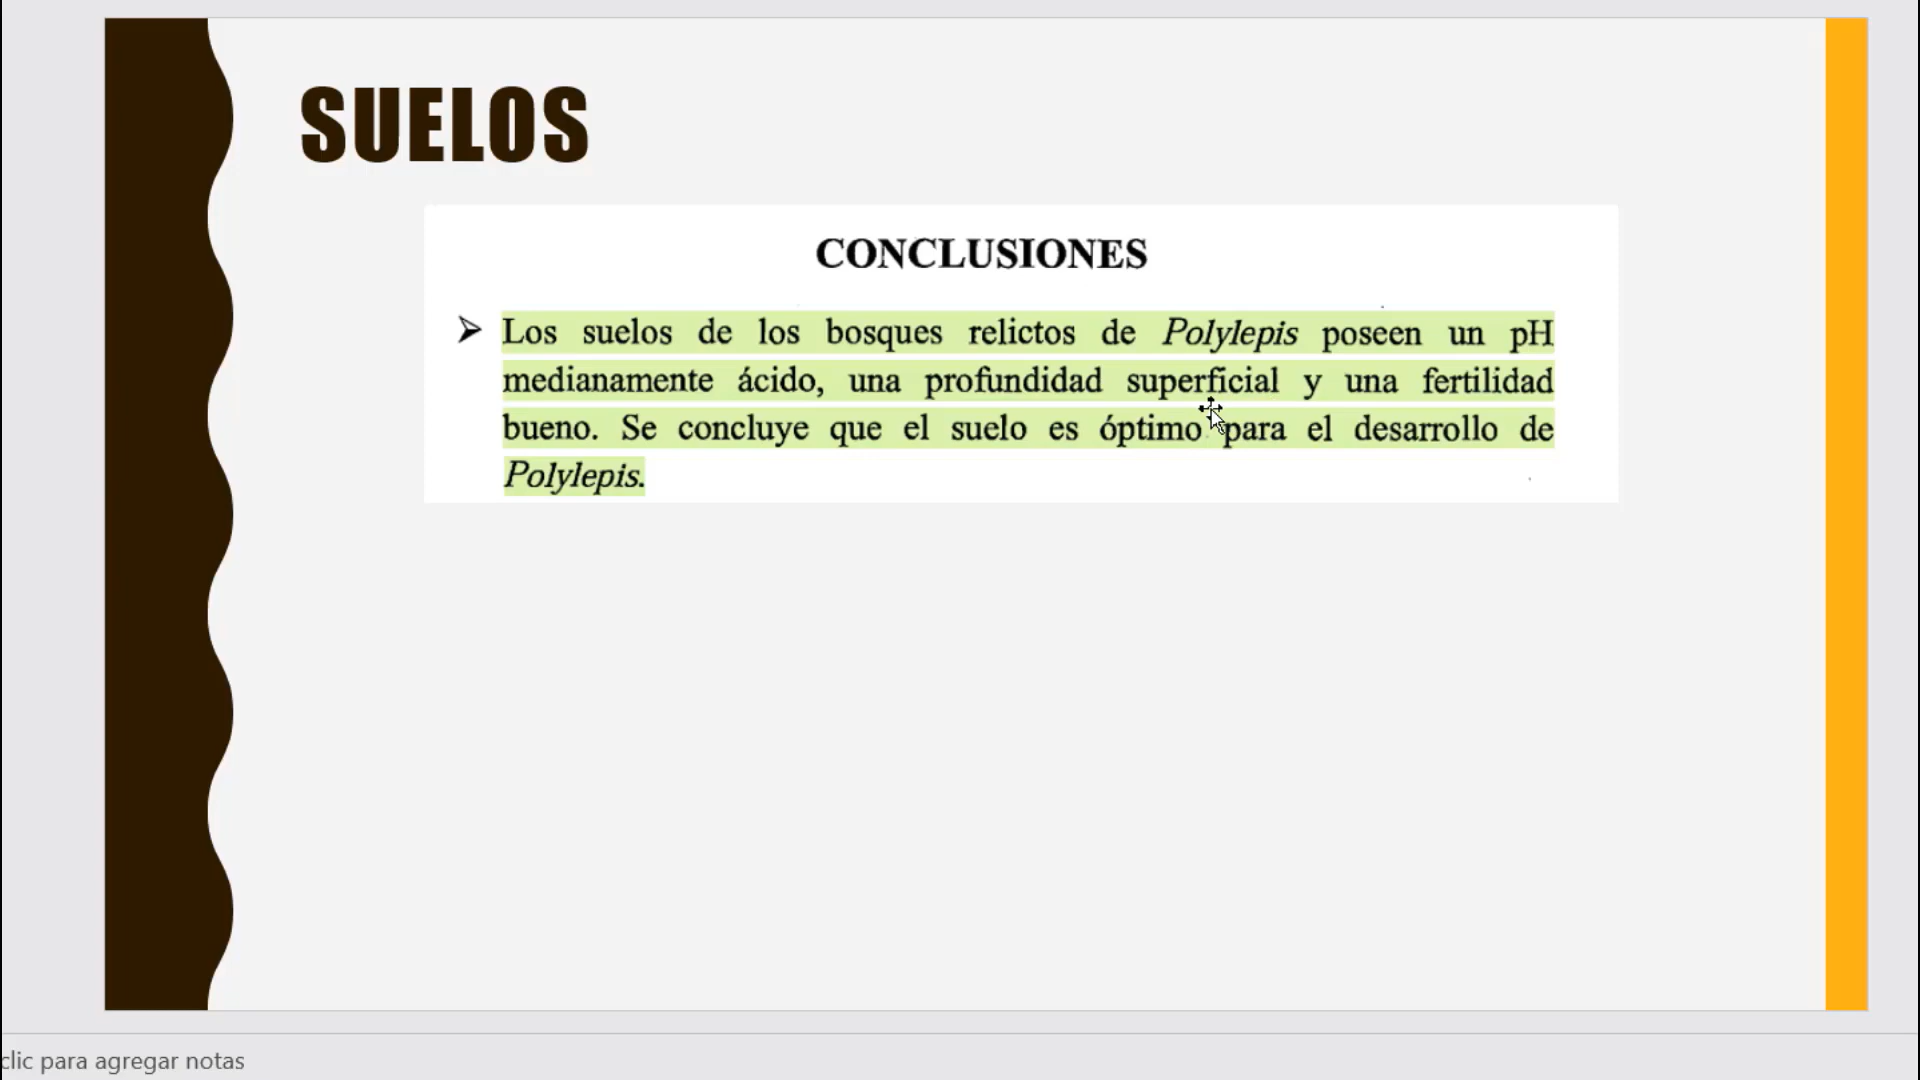 SUELOS
CONCLUSIONES
➢ Los suelos de los bosques relictos de Polylepis poseen un pH
medianamente ácido, una profundidad superficial y una fertilidad
bueno. Se concluye que el suelo es óptimo para el desarrollo de
Polylepis.
clic para agregar notas